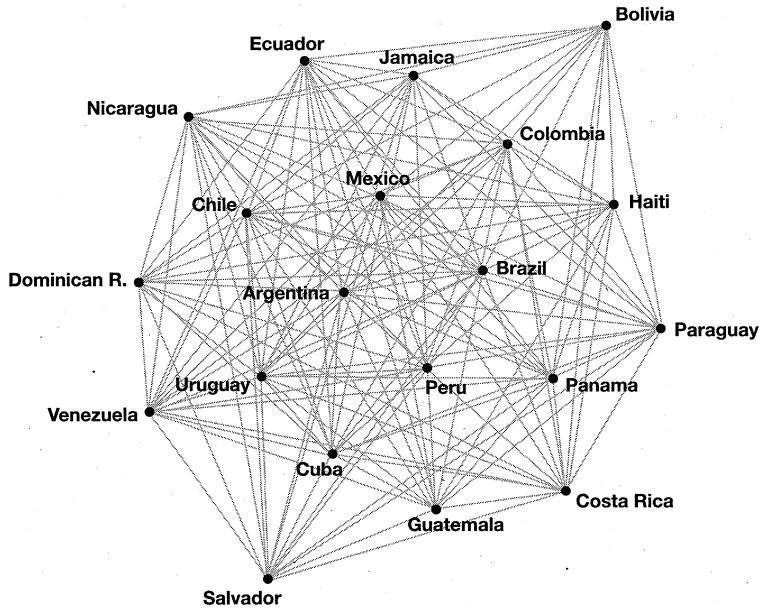 Bolivia
Ecuador
Jamaica
Nicaragua
Colombia
Mexico
Chile
Haiti
Brazil
Dominican R.
Argentina
Paraguay
Uruguay
Peru
Panama
Venezuela
Cuba
Costa Rica
Guatemala
Salvador